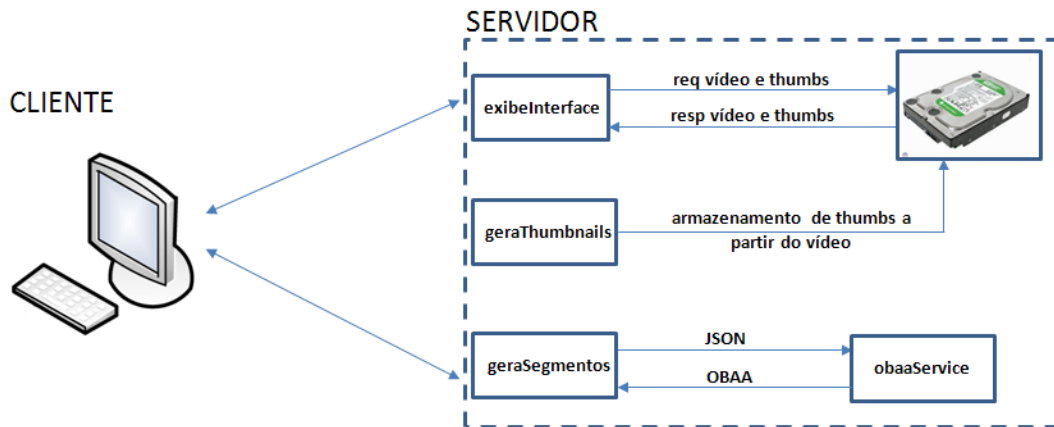 SERVIDOR
CLIENTE
exibeInterface
req vídeo e thumbs
resp vídeo e thumbs
geraThumbnails
armazenamento de thumbs a
partir do vídeo
geraSegmentos
JSON
OBAA
obaaService